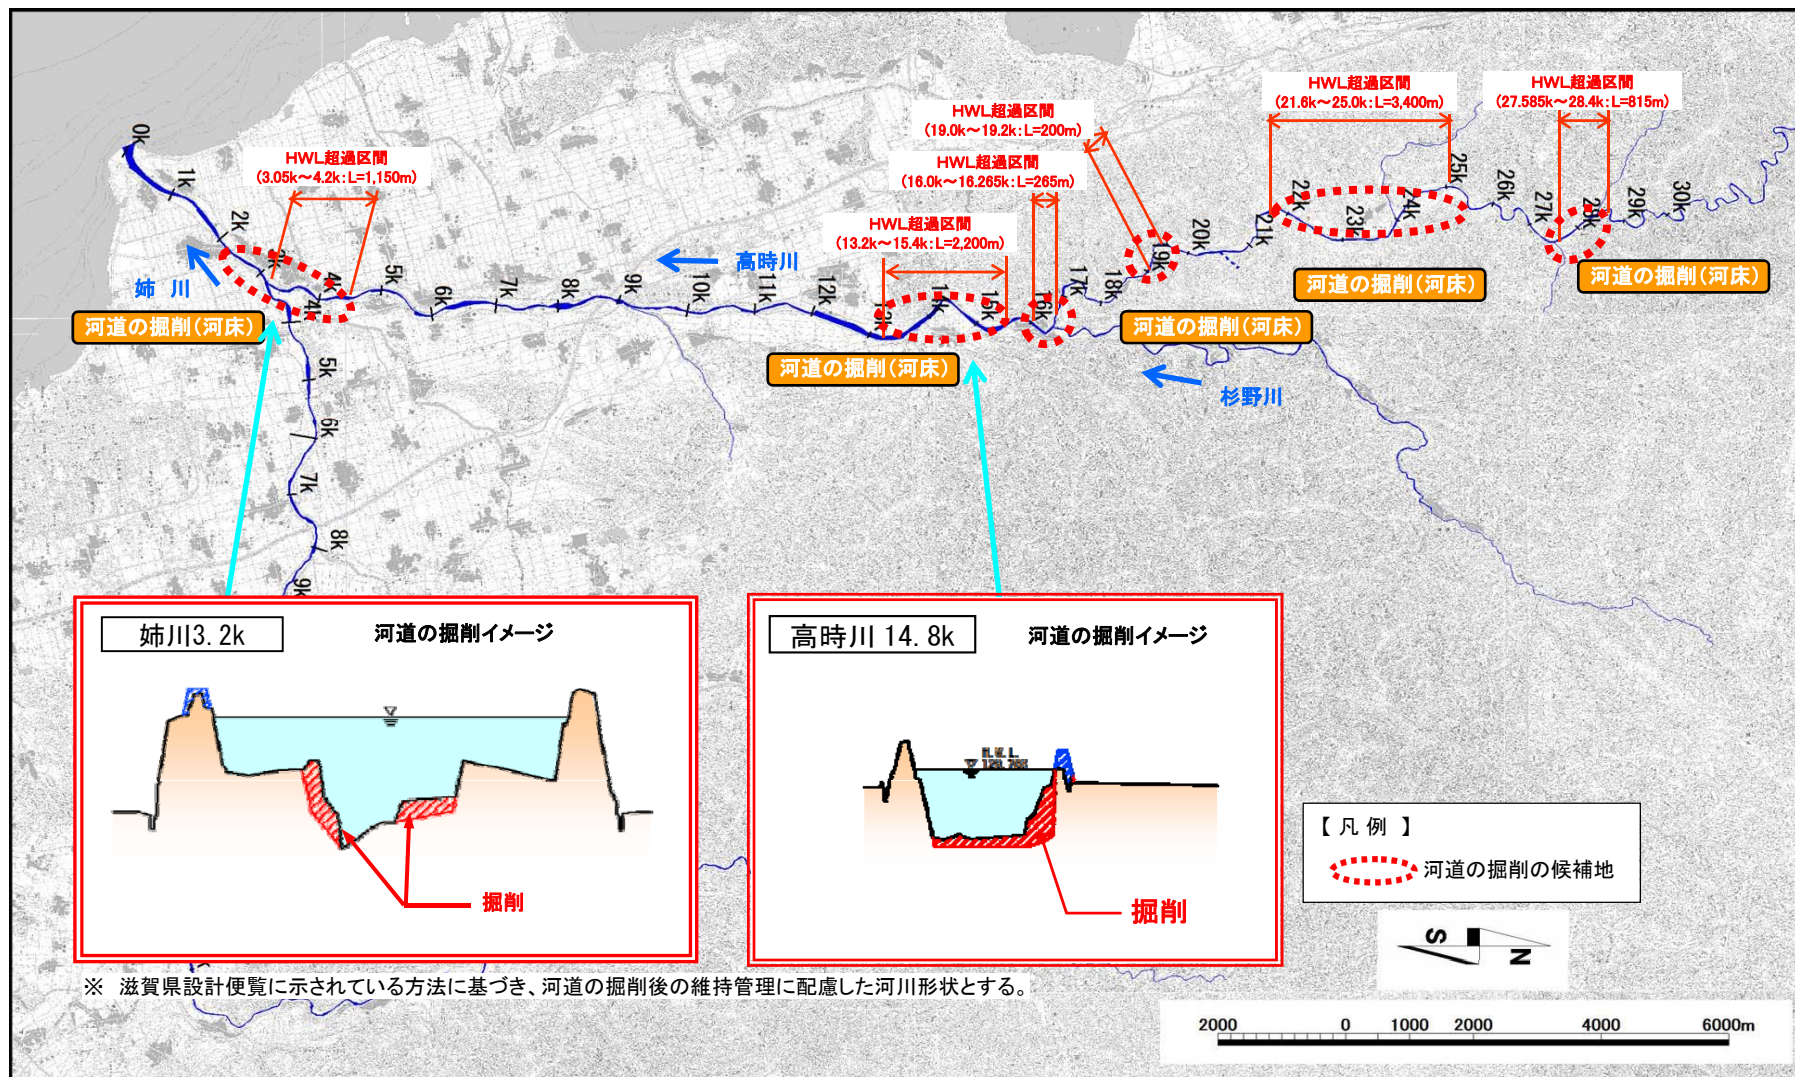 HWL超過区間
(3.05k～4.2k:L=1,150m)
HWL超過区間
(13.2k～15.4k:L=2,200m)
HWL超過区間
(16.0k～16.265k:L=265m)
HWL超過区間
(19.0k～19.2k:L=200m)
HWL超過区間
(21.6k～25.0k:L=3,400m)
HWL超過区間
(27.585k～28.4k:L=815m)
0k
1k
2k
3k
4k
5k
6k
7k
8k
9k
10k
11k
12k
13k
14k
15k
16k
17k
18k
19k
20k
21k
22k
23k
24k
25k
26k
27k
28k
29k
30k
4k
5k
6k
7k
8k
9k
姉 川
高時川
杉野川
河道の掘削(河床)
河道の掘削(河床)
河道の掘削(河床)
河道の掘削(河床)
河道の掘削(河床)
姉川3.2k
河道の掘削イメージ
掘削
高時川 14.8k
河道の掘削イメージ
H.W.L.
掘削
【 凡 例 】
河道の掘削の候補地
S
N
※ 滋賀県設計便覧に示されている方法に基づき、河道の掘削後の維持管理に配慮した河川形状とする。
2000 0 1000 2000 4000 6000m